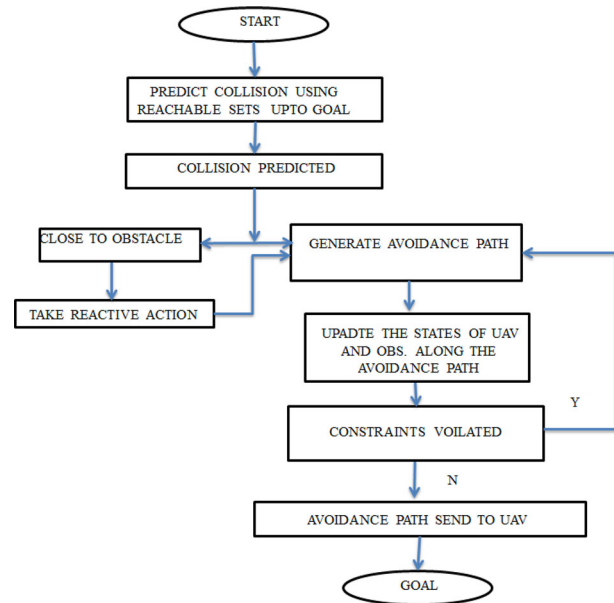 START
PREDICT COLLISION USING
REACHABLE SETS UPTO GOAL
COLLISION PREDICTED
CLOSE TO OBSTACLE
GENERATE AVOIDANCE PATH
TAKE REACTIVE ACTION
UPADTE THE STATES OF UAV
AND OBS. ALONG THE
AVOIDANCE PATH
Y
CONSTRAINTS VOILATED
N
AVOIDANCE PATH SEND TO UAV
GOAL